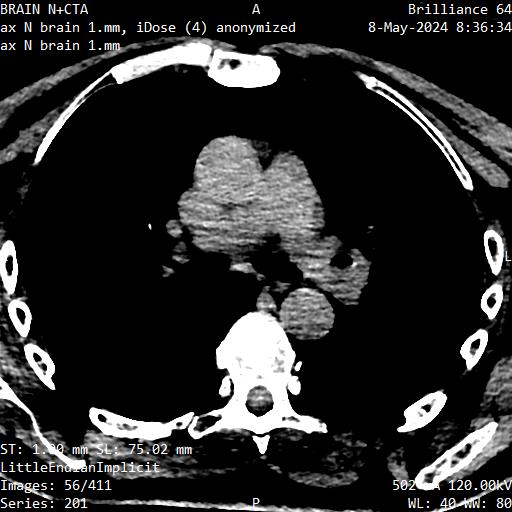 BRAIN N+CTA
A
Brilliance 64
ax N brain 1.mm, iDose (4) anonymized
8-May-2024 8:36:34
ax N brain 1.mm
L
ST: 1.00 mm SL: 75.02 mm
LittleEndianImplicit
Images: 56/411
120.00kV
Series: 201
P
WL: 40 WW: 80